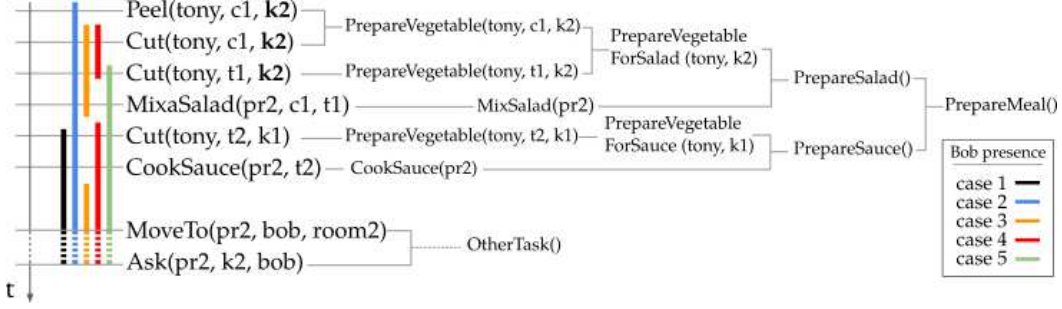 Peel(tony, c1, k2)
PrepareVegetable(tony, c1, k2)
Cut(tony, c1, k2)
PrepareVegetable
ForSalad (tony, k2)
Cut(tony, t1, k2)
PrepareVegetable(tony, t1, k2)
PrepareSalad()
MixaSalad(pr2, c1, t1)
MixSalad(pr2)
PrepareMeal()
Cut(tony, t2, k1)
PrepareVegetable(tony, t2, k1)
PrepareVegetable
ForSauce (tony, k1)
PrepareSauce()
CookSauce(pr2, t2)
CookSauce(pr2)
MoveTo(pr2, bob, room2)
OtherTask()
Ask(pr2, k2, bob)
t
Bob presence
case 1
case 2
case 3
case 4
case 5